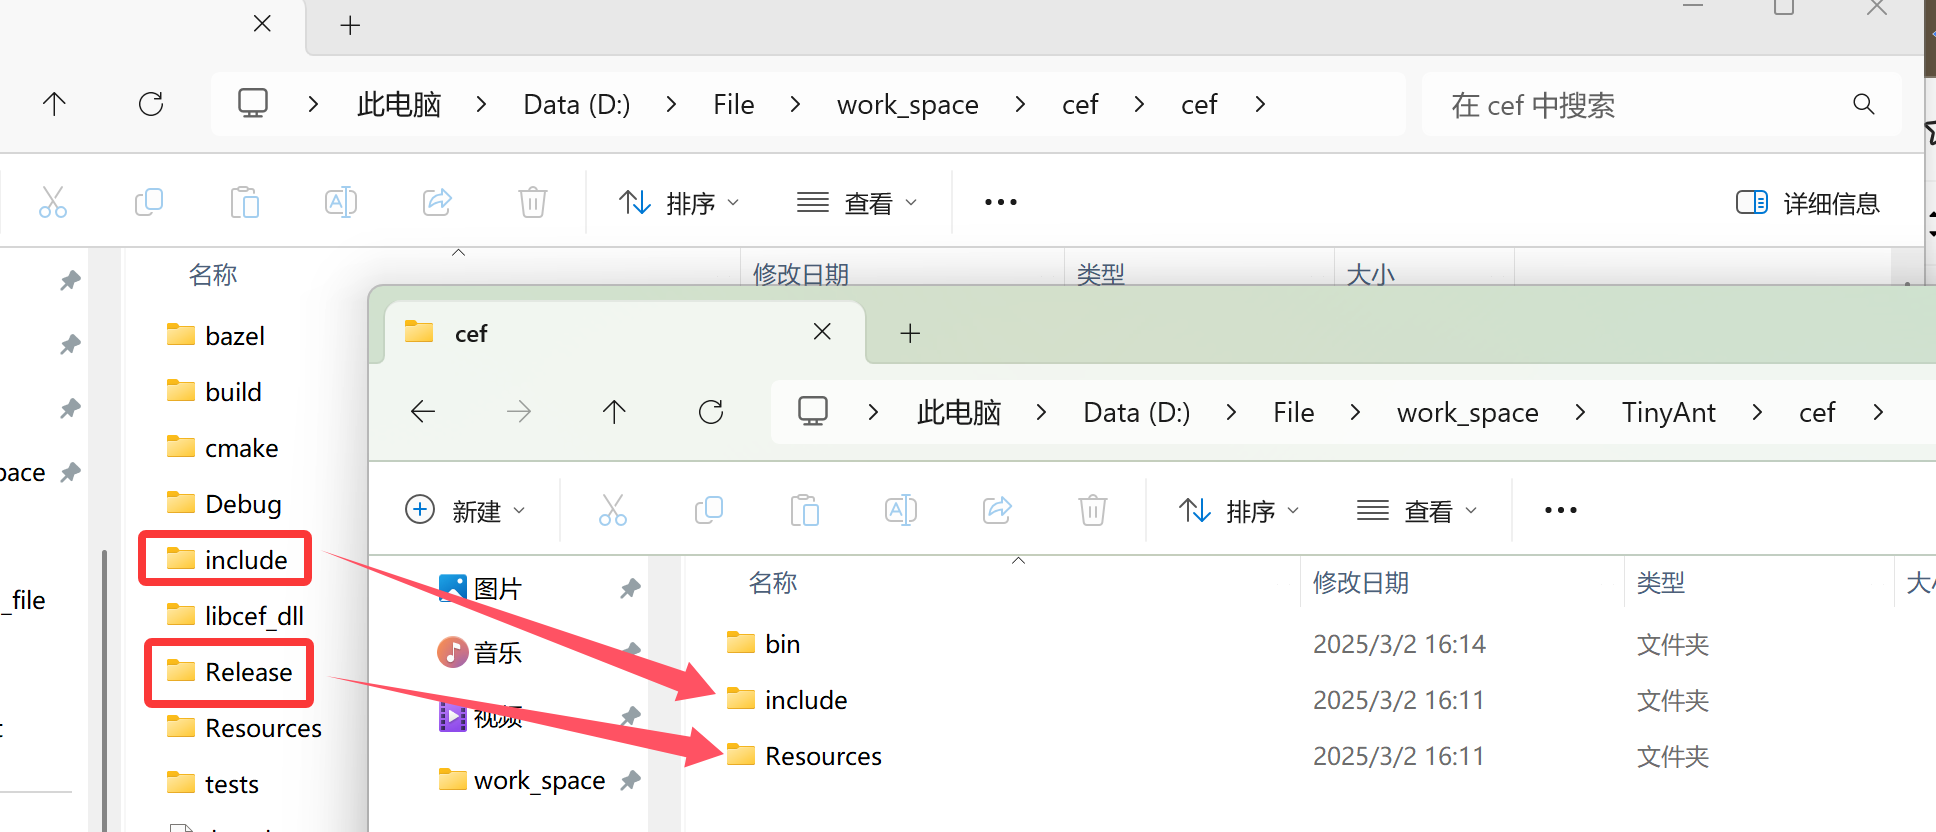 此电脑 Data (D:) File work_space cef cef
在 cef 中搜索
排序 查看 详细信息
名称 修改日期 类型 大小
bazel
build
cmake
Debug
include
libcef_dll
Release
Resources
tests
pace
_file
cef
此电脑 Data (D:) File work_space TinyAnt cef
新建 排序 查看
图片
音乐
视频
work_space
名称 修改日期 类型
bin 2025/3/2 16:14 文件夹
include 2025/3/2 16:11 文件夹
Resources 2025/3/2 16:11 文件夹